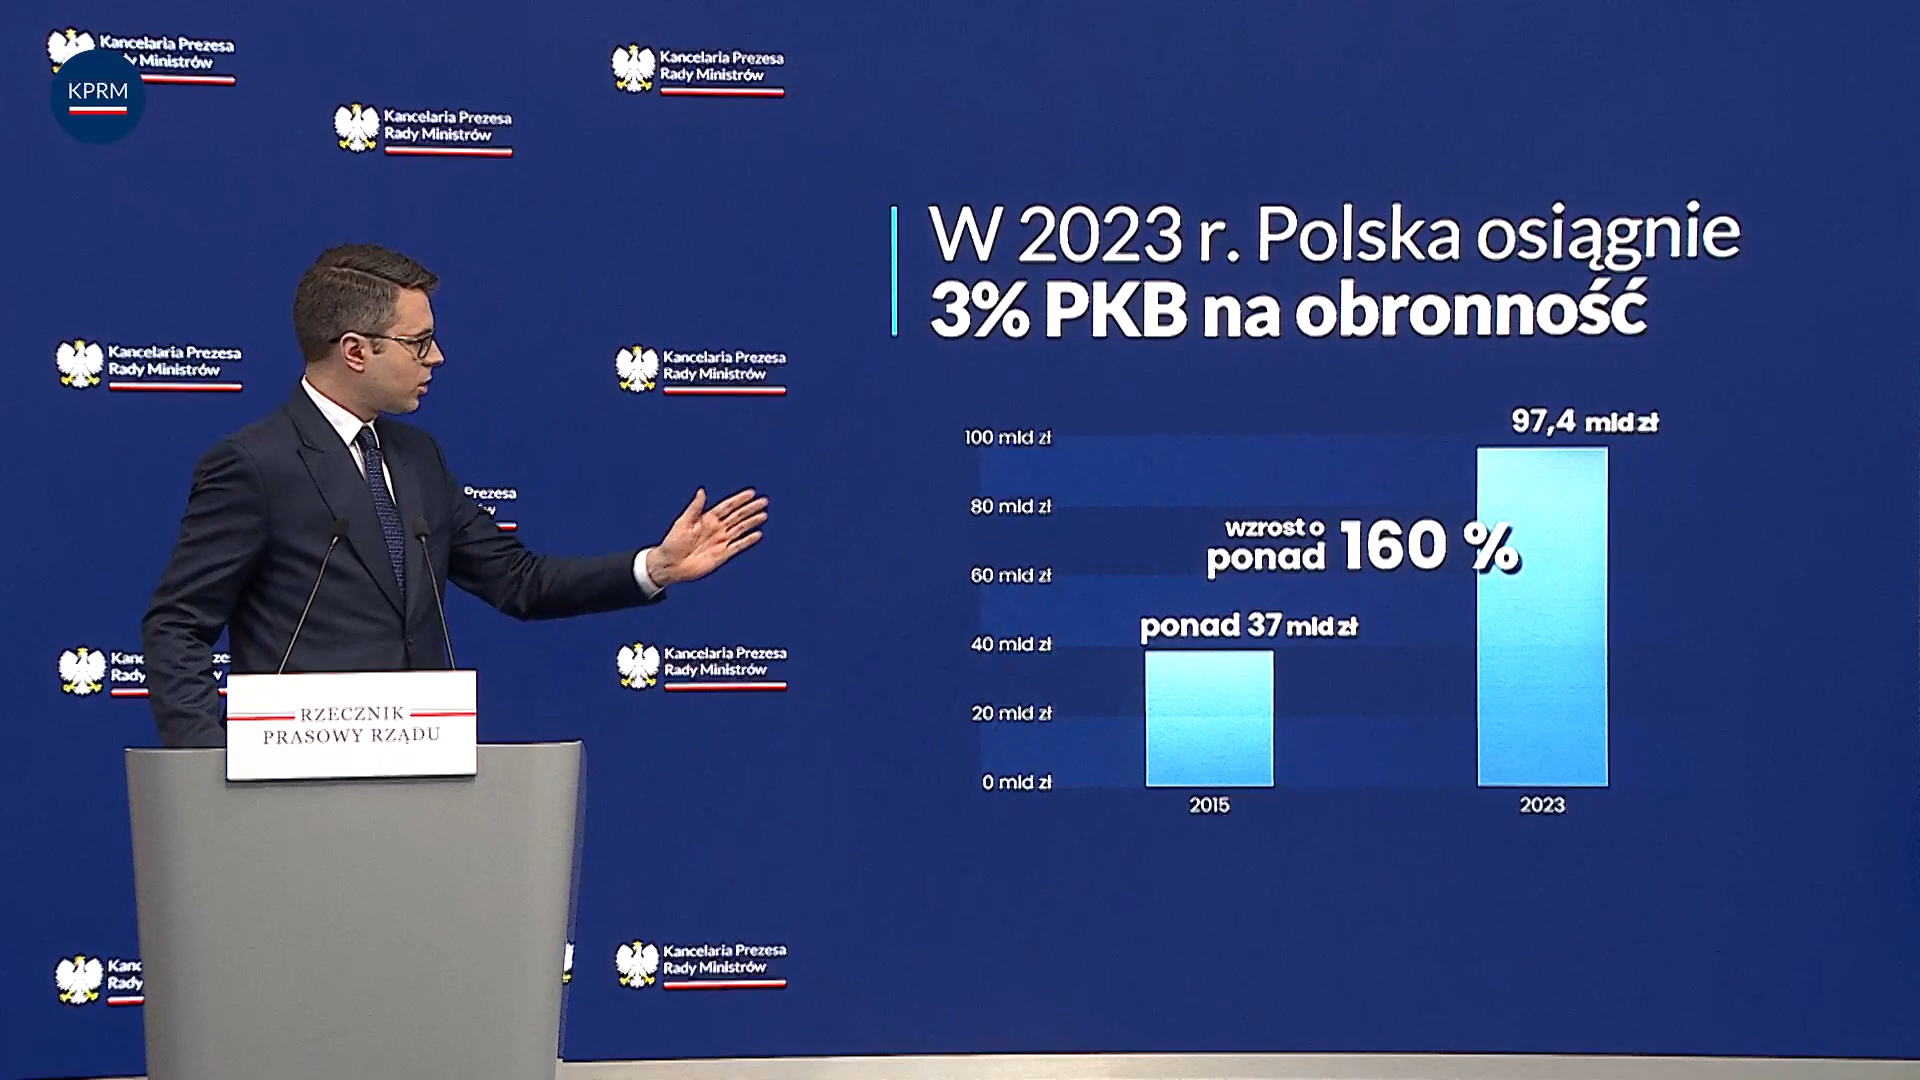 Kancelaria Prezesa
Ministrów
KPRM
Kancelaria Prezesa
Rady Ministrów
Kancelaria Prezesa
Rady Ministrów
W 2023 r. Polska osiągnie
3% PKB na obronność
Kancelaria Prezesa
Rady Ministrów
Kancelaria Prezesa
Rady Ministrów
97,4 mld zł
100 mld zł
80 mld zł
60 mld zł
40 mld zł
20 mld zł
0 mld zł
wzrost o
ponad 160 %
ponad 37 mld zł
2015
2023
Prezesa
Kancelaria Prezesa
Rady Ministrów
Rady
RZECZNIK
PRASOWY RZĄDU
Kancelaria Prezesa
Rady Ministrów
Rady